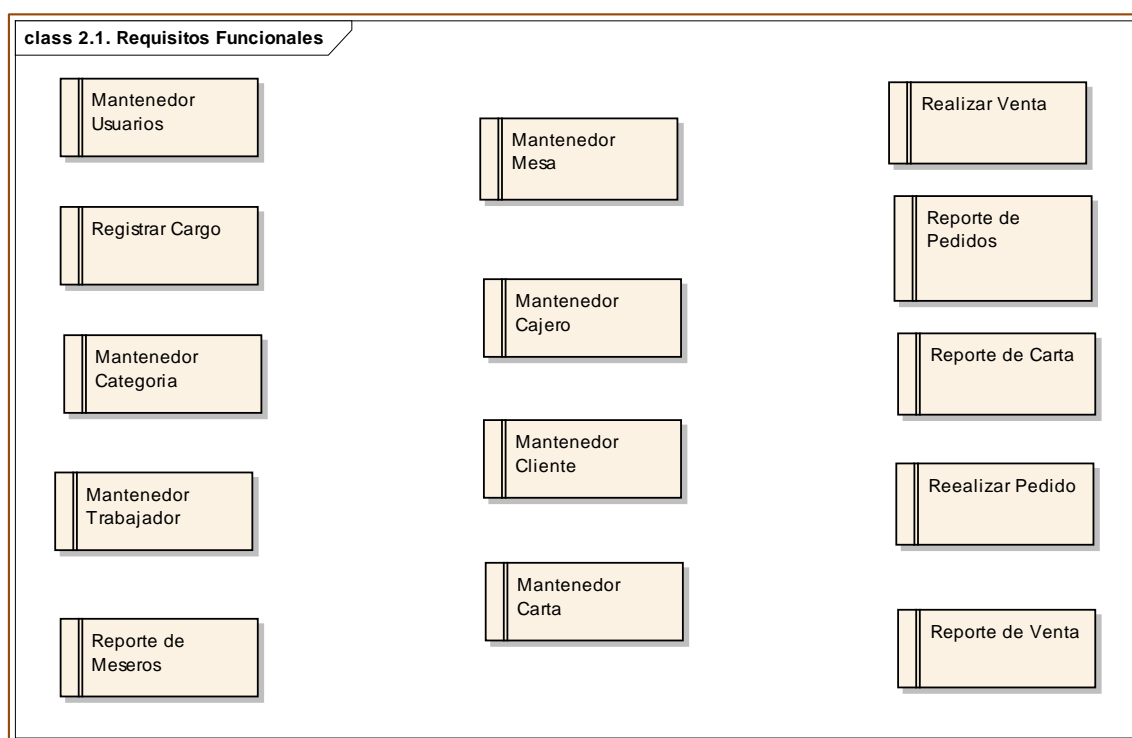 class 2.1. Requisitos Funcionales
Mantenedor
Usuarios
Registrar Cargo
Mantenedor
Categoria
Mantenedor
Trabajador
Reporte de
Meseros
Mantenedor
Mesa
Mantenedor
Cajero
Mantenedor
Cliente
Mantenedor
Carta
Realizar Venta
Reporte de
Pedidos
Reporte de Carta
Reealizar Pedido
Reporte de Venta